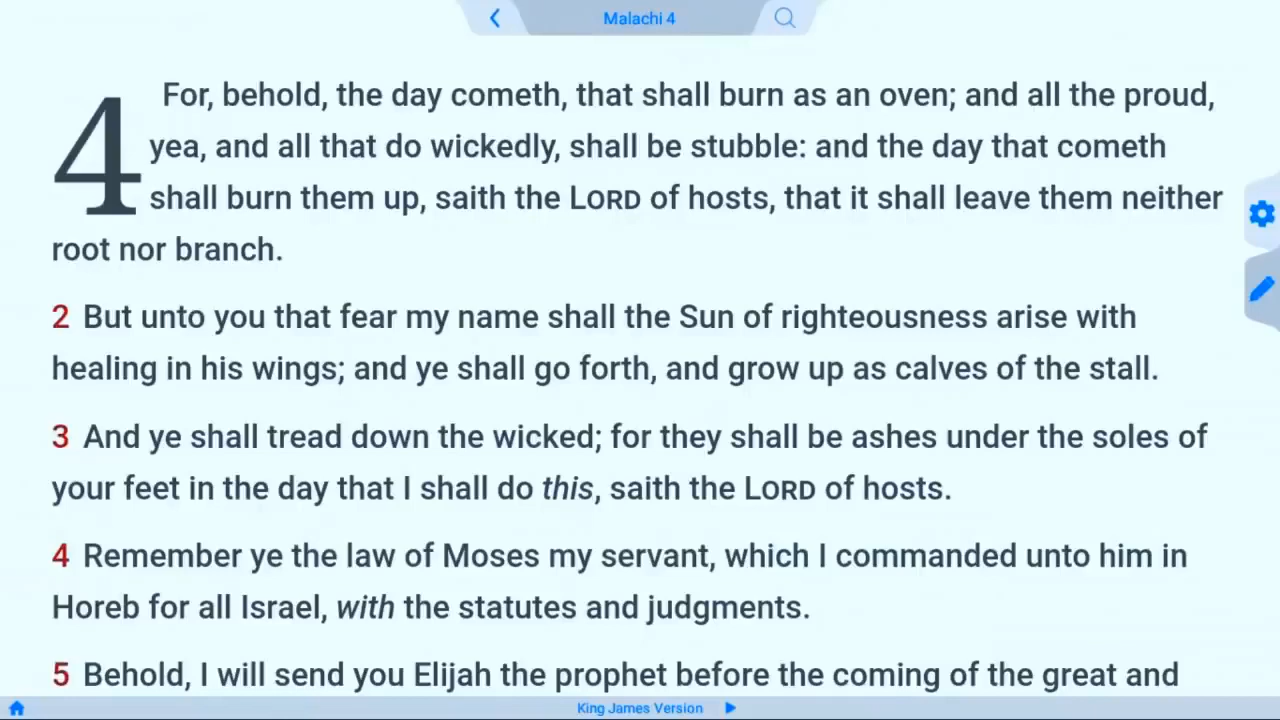 Malachi 4
4 For, behold, the day cometh, that shall burn as an oven; and all the proud,
yea, and all that do wickedly, shall be stubble: and the day that cometh
shall burn them up, saith the LORD of hosts, that it shall leave them neither
root nor branch.
2 But unto you that fear my name shall the Sun of righteousness arise with
healing in his wings; and ye shall go forth, and grow up as calves of the stall.
3 And ye shall tread down the wicked; for they shall be ashes under the soles of
your feet in the day that I shall do this, saith the LORD of hosts.
4 Remember ye the law of Moses my servant, which I commanded unto him in
Horeb for all Israel, with the statutes and judgments.
5 Behold, I will send you Elijah the prophet before the coming of the great and
King James Version